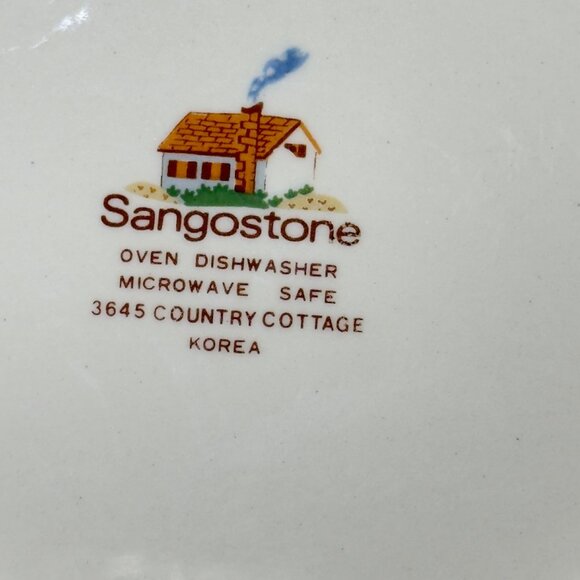 Sangostone
OVEN DISHWASHER
MICROWAVE SAFE
3645 COUNTRY COTTAGE
KOREA